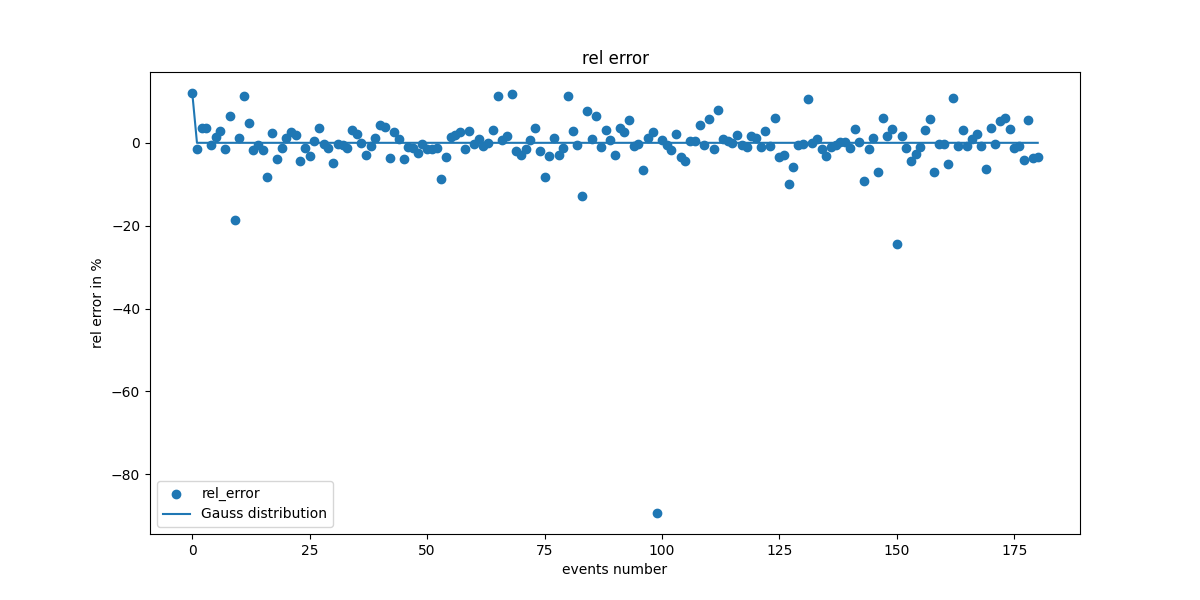 rel error
rel error in %
0
−20
−40
−60
−80
rel_error
Gauss distribution
0 25 50 75 100 125 150 175
events number